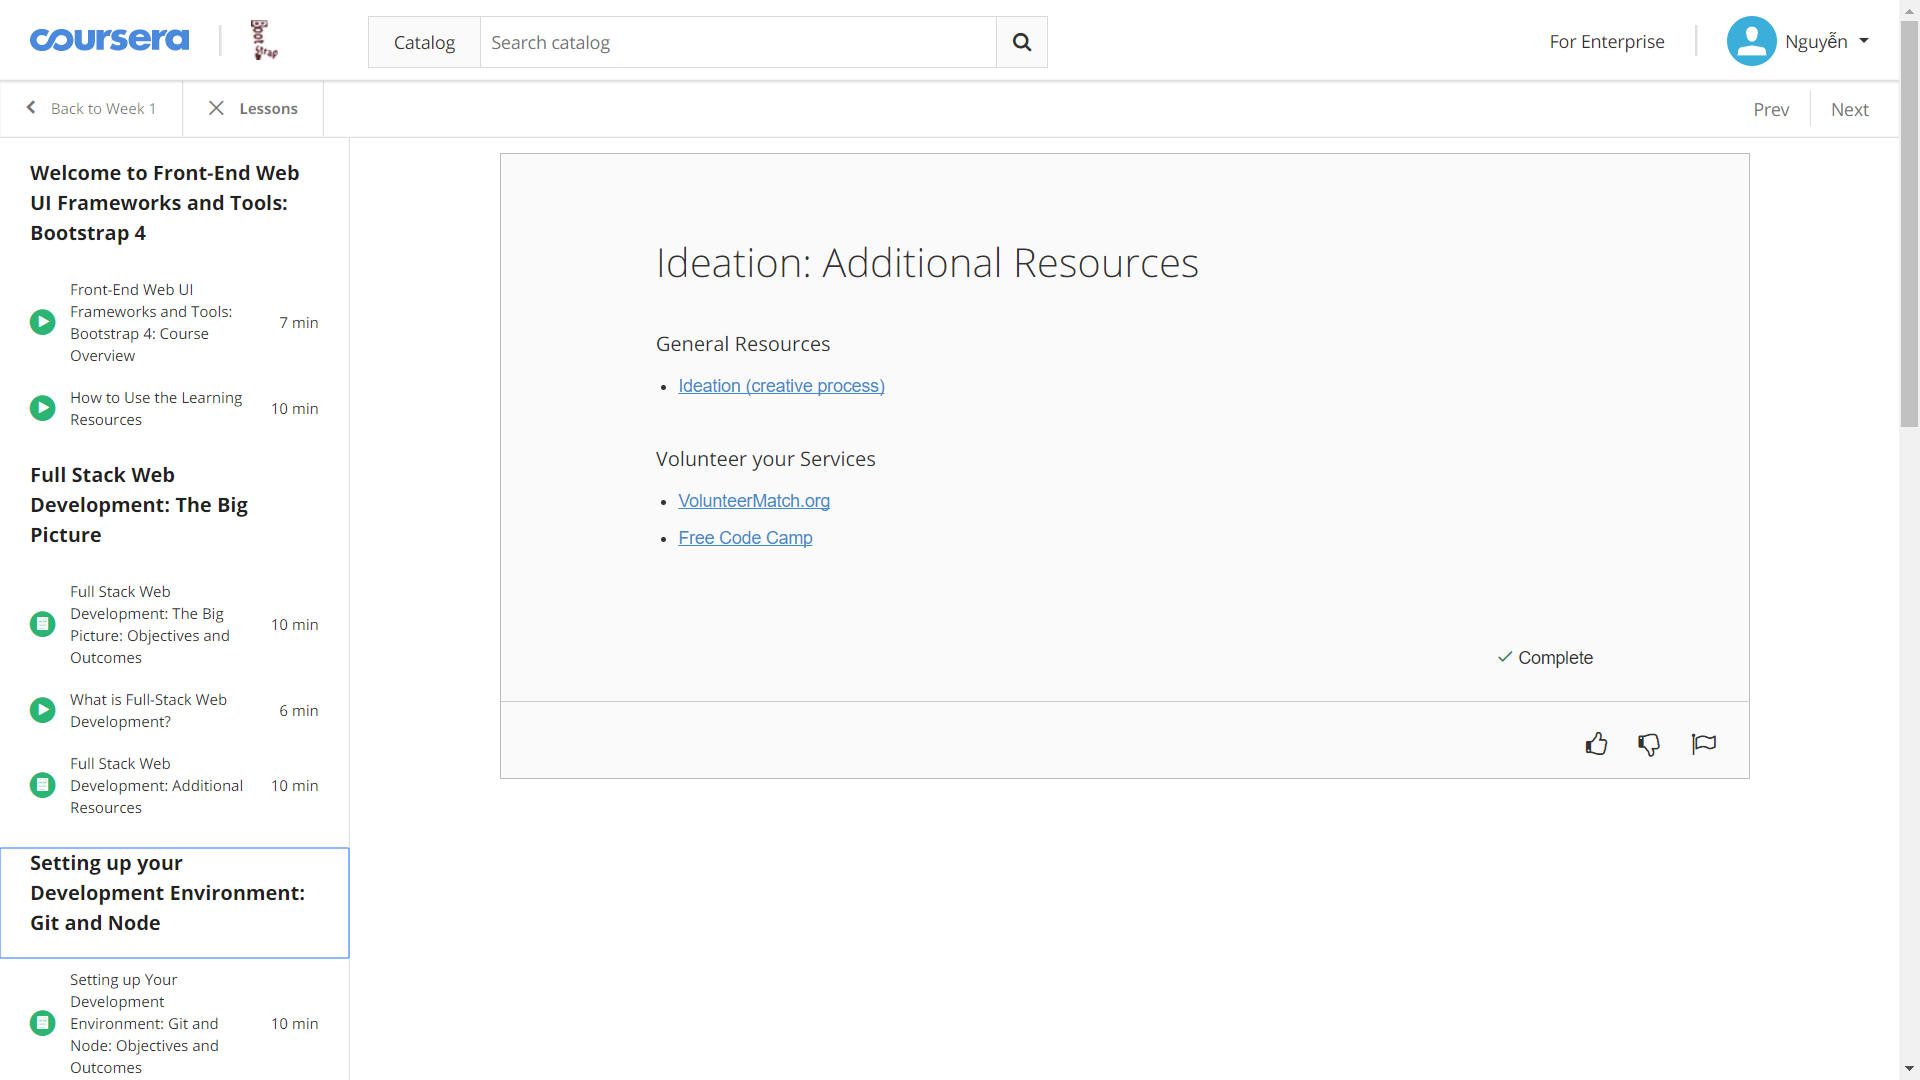 coursera
Boot
strap
Catalog
Search catalog
For Enterprise
Nguyễn
Back to Week 1
Lessons
Prev
Next
Welcome to Front-End Web
UI Frameworks and Tools:
Bootstrap 4
Front-End Web UI
Frameworks and Tools:
Bootstrap 4: Course
Overview
7 min
How to Use the Learning
Resources
10 min
Full Stack Web
Development: The Big
Picture
Full Stack Web
Development: The Big
Picture: Objectives and
Outcomes
10 min
What is Full-Stack Web
Development?
6 min
Full Stack Web
Development: Additional
Resources
10 min
Setting up your
Development Environment:
Git and Node
Setting up Your
Development
Environment: Git and
Node: Objectives and
Outcomes
10 min
Ideation: Additional Resources
General Resources
Ideation (creative process)
Volunteer your Services
VolunteerMatch.org
Free Code Camp
Complete